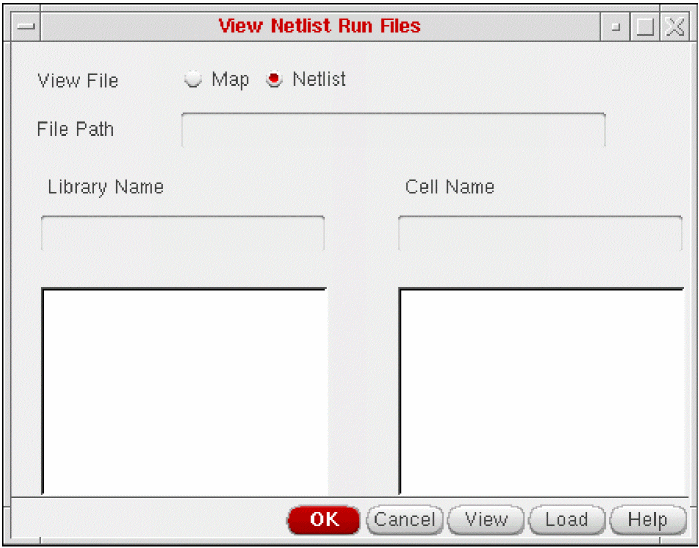 View Netlist Run Files
View File Map Netlist
File Path
Library Name Cell Name
OK Cancel View Load Help